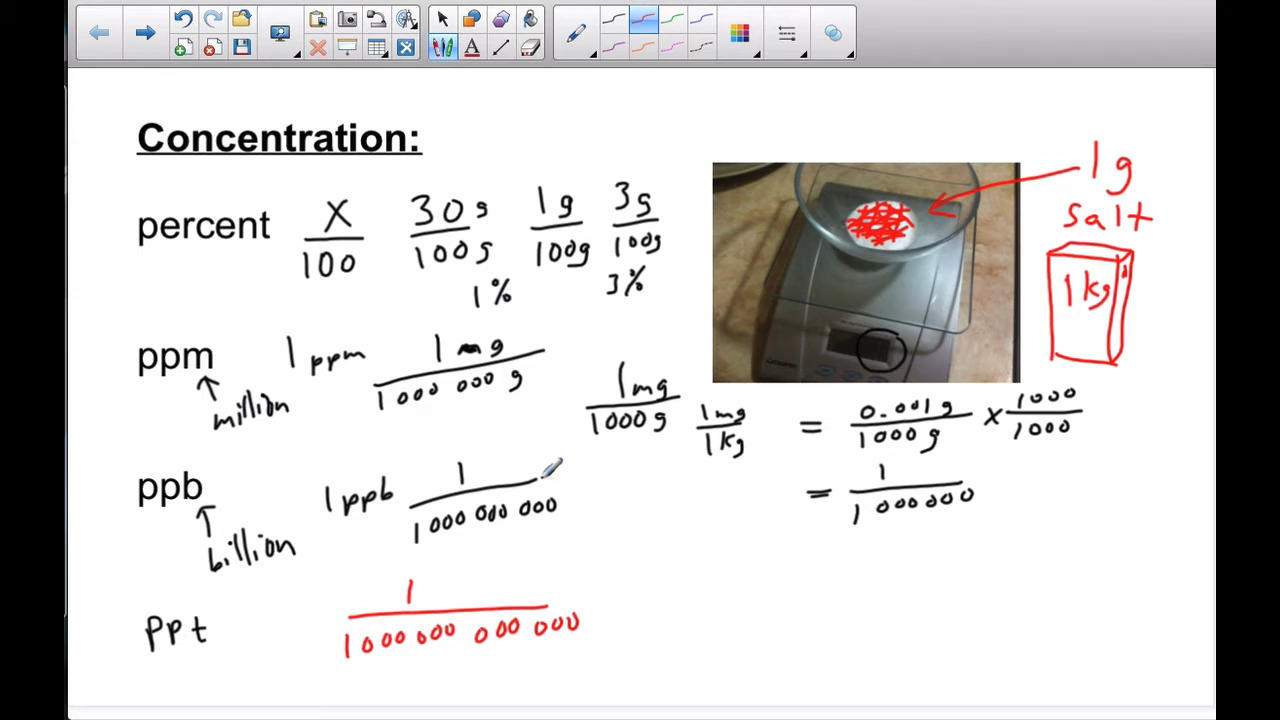 Concentration:
percent X/100 30g/100g 1g/100g 3g/100g
1% 3%
1g
salt
1kg
ppm 1 ppm 1 mg/1 000 000 g
million
1mg/1000g 1mg/1kg = 0.001g/1000g x 1000/1000
= 1/1 000 000
ppb 1 ppb 1/1 000 000 000
billion
ppt 1/1 000 000 000 000